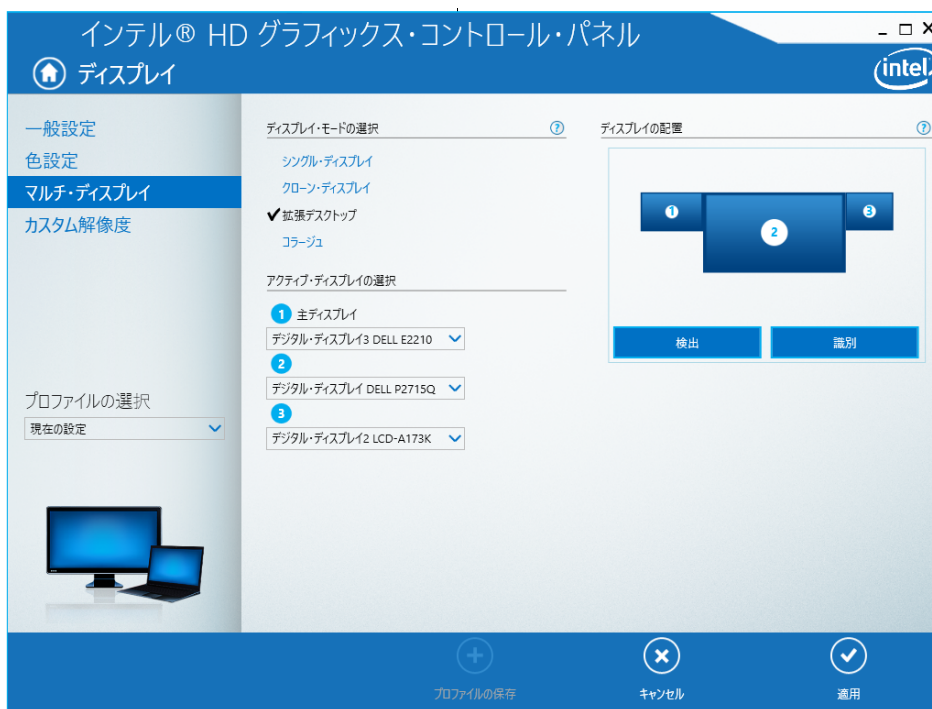 インテル® HD グラフィックス・コントロール・パネル
ディスプレイ
intel
一般設定
色設定
マルチ・ディスプレイ
カスタム解像度
プロファイルの選択
現在の設定
ディスプレイ・モードの選択
?
シングル・ディスプレイ
クローン・ディスプレイ
拡張デスクトップ
コラージュ
アクティブ・ディスプレイの選択
1 主ディスプレイ
デジタル・ディスプレイ3 DELL E2210
2
デジタル・ディスプレイ DELL P2715Q
3
デジタル・ディスプレイ2 LCD-A173K
ディスプレイの配置
?
1
2
3
検出
識別
プロファイルの保存
キャンセル
適用